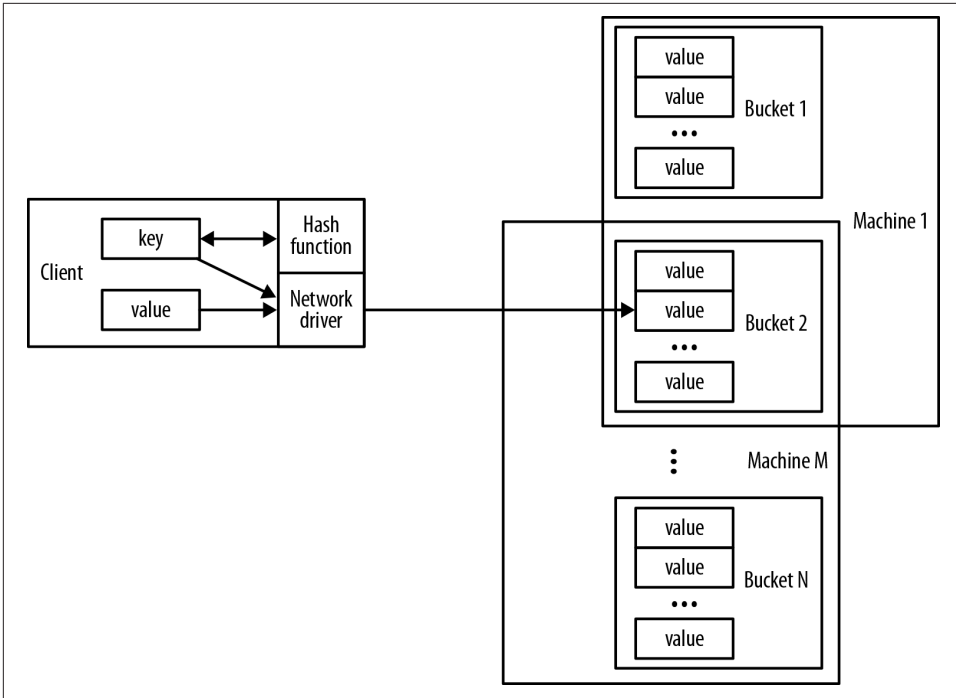 Client
key
value
Hash
function
Network
driver
value
value
...
value
Bucket 1
Machine 1
value
value
...
value
Bucket 2
Machine M
value
value
...
value
Bucket N